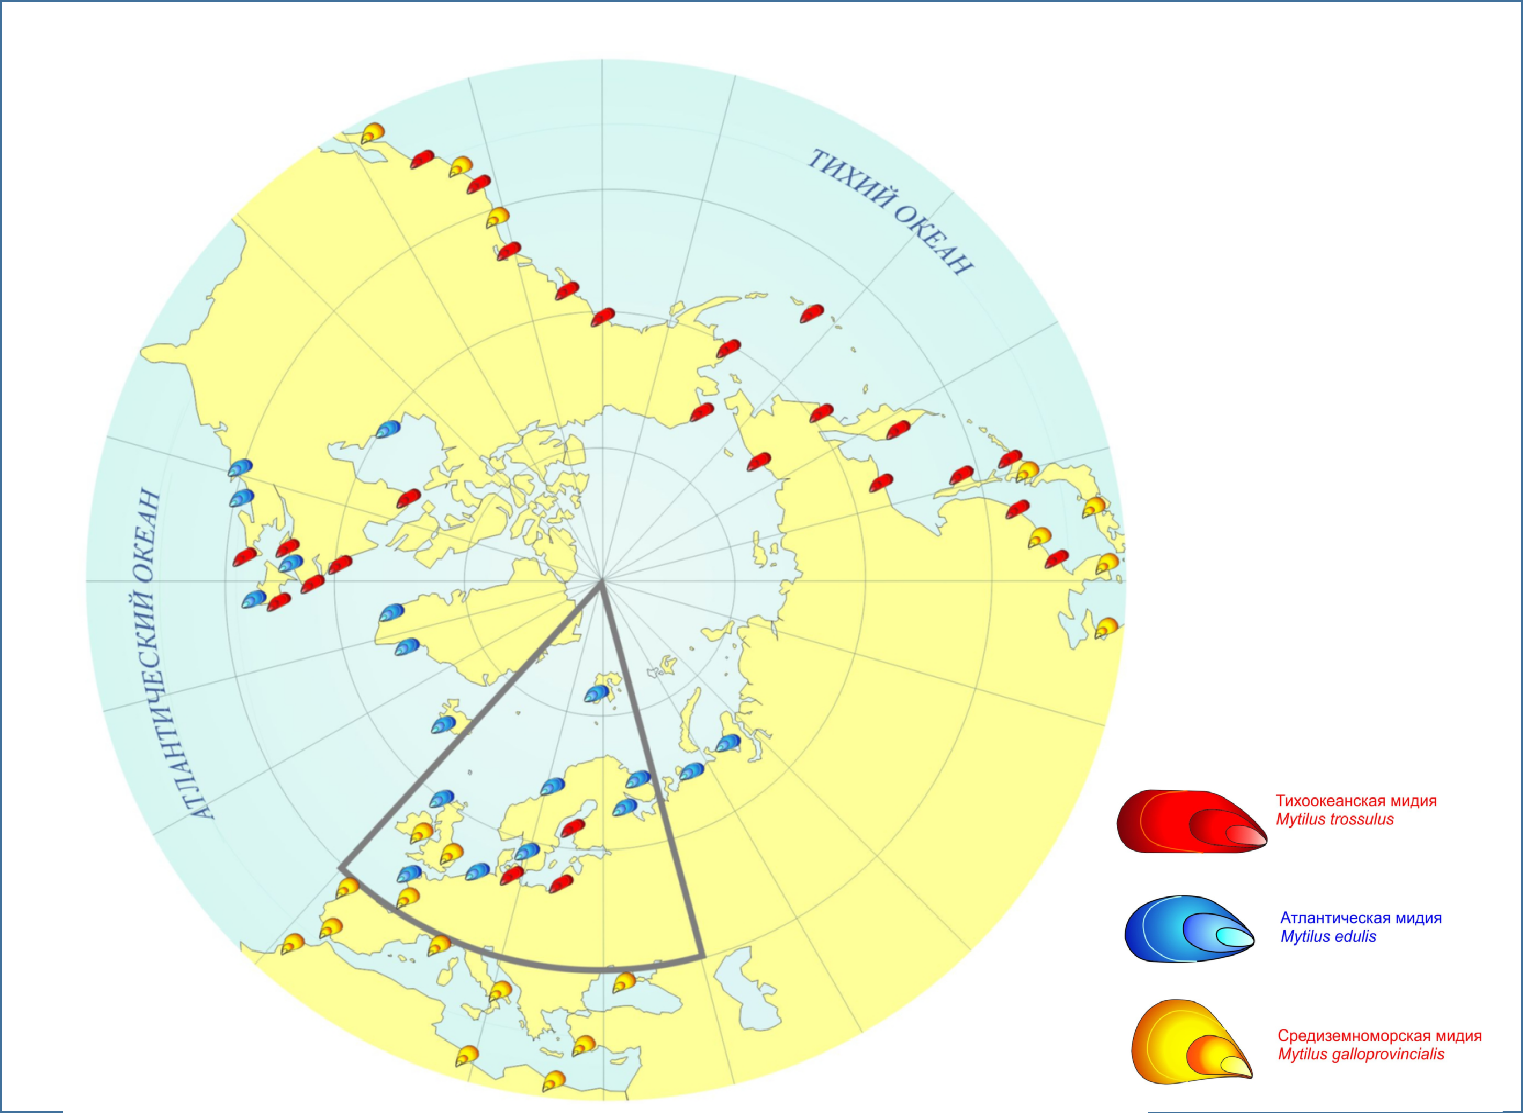 ТИХИЙ ОКЕАН
АТЛАНТИЧЕСКИЙ ОКЕАН
Тихоокеанская мидия
Mytilus trossulus
Атлантическая мидия
Mytilus edulis
Средиземноморская мидия
Mytilus galloprovincialis